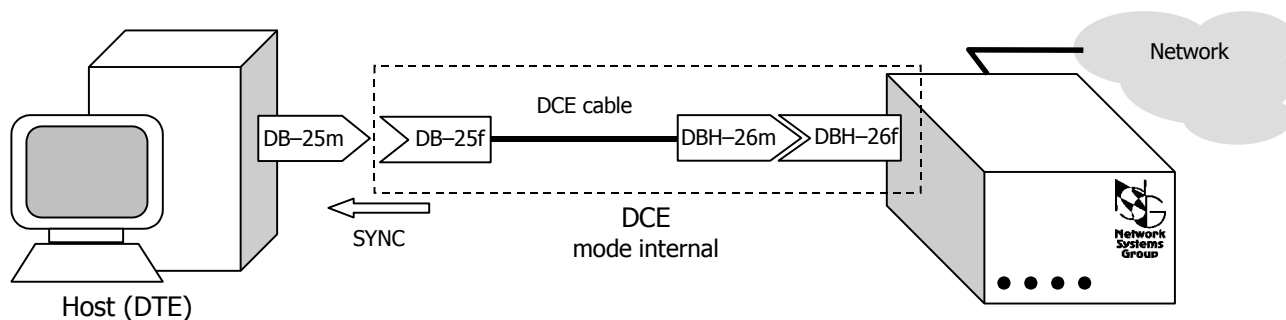 Network
DCE cable
DB–25m
DB–25f
DBH–26m
DBH–26f
SYNC
DCE
mode internal
Network
Systems
Group
Host (DTE)